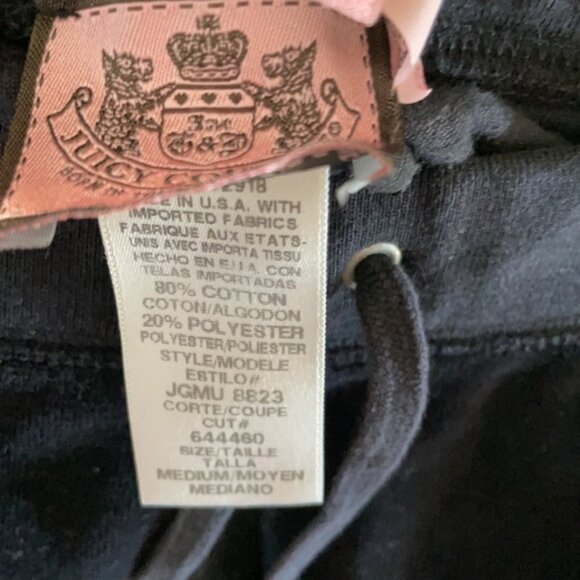 J&G
JUICY
BORN IN
2918
IN U.S.A. WITH
IMPORTED FABRICS
FABRIQUE AUX ETATS-
UNIS AVEC IMPORTA TISSU
HECHO EN E.U.A. CON
TELAS IMPORTADAS
80% COTTON
COTON/ALGODON
20% POLYESTER
POLYESTER/POLIESTER
STYLE/MODELE
ESTILO#
JGMU 8823
CORTE/COUPE
CUT#
644460
SIZE/TAILLE
TALLA
MEDIUM/MOYEN
MEDIANO